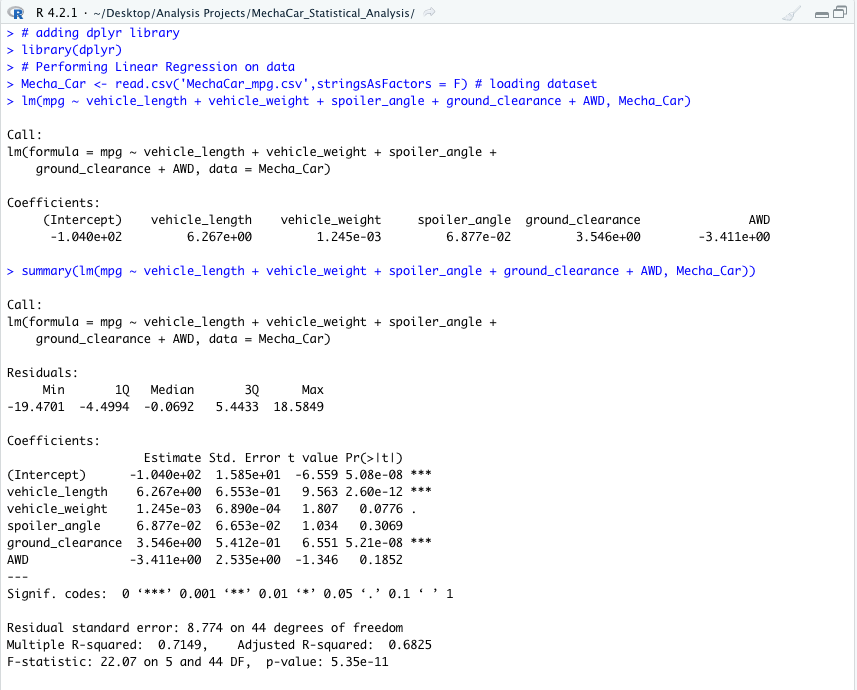 R 4.2.1 · ~/Desktop/Analysis Projects/MechaCar_Statistical_Analysis/
> # adding dplyr library
> library(dplyr)
> # Performing Linear Regression on data
> Mecha_Car <- read.csv('MechaCar_mpg.csv',stringsAsFactors = F) # loading dataset
> lm(mpg ~ vehicle_length + vehicle_weight + spoiler_angle + ground_clearance + AWD, Mecha_Car)

Call:
lm(formula = mpg ~ vehicle_length + vehicle_weight + spoiler_angle +
    ground_clearance + AWD, data = Mecha_Car)

Coefficients:
     (Intercept)    vehicle_length    vehicle_weight     spoiler_angle  ground_clearance               AWD
      -1.040e+02         6.267e+00         1.245e-03         6.877e-02         3.546e+00        -3.411e+00

> summary(lm(mpg ~ vehicle_length + vehicle_weight + spoiler_angle + ground_clearance + AWD, Mecha_Car))

Call:
lm(formula = mpg ~ vehicle_length + vehicle_weight + spoiler_angle +
    ground_clearance + AWD, data = Mecha_Car)

Residuals:
     Min       1Q   Median       3Q      Max
-19.4701  -4.4994  -0.0692   5.4433  18.5849

Coefficients:
                   Estimate Std. Error t value Pr(>|t|)
(Intercept)      -1.040e+02  1.585e+01  -6.559 5.08e-08 ***
vehicle_length    6.267e+00  6.553e-01   9.563 2.60e-12 ***
vehicle_weight    1.245e-03  6.890e-04   1.807   0.0776 .
spoiler_angle     6.877e-02  6.653e-02   1.034   0.3069
ground_clearance  3.546e+00  5.412e-01   6.551 5.21e-08 ***
AWD              -3.411e+00  2.535e+00  -1.346   0.1852
---
Signif. codes:  0 ‘***’ 0.001 ‘**’ 0.01 ‘*’ 0.05 ‘.’ 0.1 ‘ ’ 1

Residual standard error: 8.774 on 44 degrees of freedom
Multiple R-squared:  0.7149,    Adjusted R-squared:  0.6825
F-statistic: 22.07 on 5 and 44 DF,  p-value: 5.35e-11